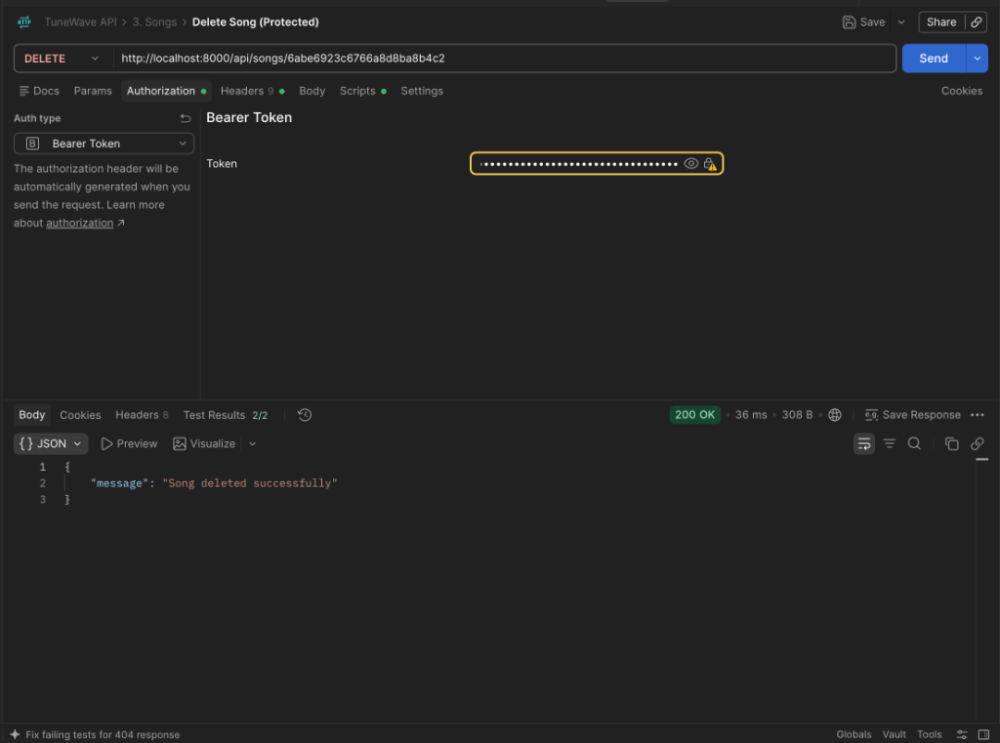 HTTP TuneWave API > 3. Songs > Delete Song (Protected) Save Share
DELETE http://localhost:8000/api/songs/6abe6923c6766a8d8ba8b4c2 Send
Docs Params Authorization Headers 9 Body Scripts Settings Cookies
Auth type
Bearer Token
B Bearer Token
The authorization header will be
automatically generated when you
send the request. Learn more
about authorization ↗
Token
Body Cookies Headers 8 Test Results 2/2 200 OK • 36 ms • 308 B e.g. Save Response
{ } JSON Preview Visualize
1 {
2 "message": "Song deleted successfully"
3 }
Fix failing tests for 404 response Globals Vault Tools